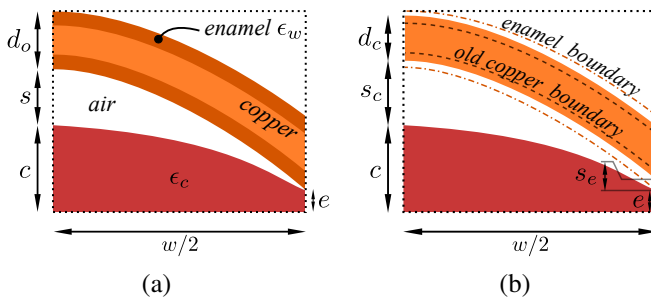 d_o
s
c
enamel ϵ_w
air
copper
ϵ_c
e
w/2
(a)
d_c
s_c
c
enamel boundary
old copper boundary
s_e
e
w/2
(b)